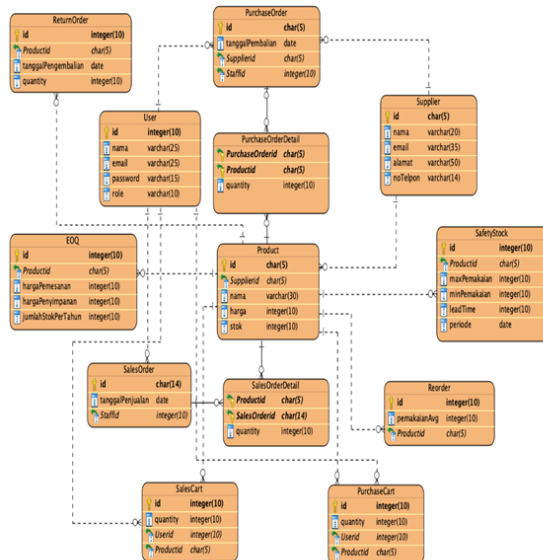 ReturnOrder
id integer(10)
Productid char(5)
tanggalPengembalian date
quantity integer(10)
PurchaseOrder
id char(5)
tanggalPembalian date
Supplierid char(5)
Staffid integer(10)
User
id integer(10)
nama varchar(25)
email varchar(25)
password varchar(15)
role varchar(10)
Supplier
id char(5)
nama varchar(20)
email varchar(35)
alamat varchar(50)
noTelpon varchar(14)
PurchaseOrderDetail
PurchaseOrderid char(5)
Productid char(5)
quantity integer(10)
EOQ
id integer(10)
Productid char(5)
hargaPemesanan integer(10)
hargaPenyimpanan integer(10)
jumlahStokPerTahun integer(10)
Product
id char(5)
Supplierid char(5)
nama varchar(30)
harga integer(10)
stok integer(10)
SafetyStock
id integer(10)
Productid char(5)
maxPemakaian integer(10)
minPemakaian integer(10)
leadTime integer(10)
periode date
SalesOrder
id char(14)
tanggalPenjualan date
Staffid integer(10)
SalesOrderDetail
Productid char(5)
SalesOrderid char(14)
quantity integer(10)
Reorder
id integer(10)
pemakaianAvg integer(10)
Productid char(5)
SalesCart
id integer(10)
quantity integer(10)
Userid integer(10)
Productid char(5)
PurchaseCart
id integer(10)
quantity integer(10)
Userid integer(10)
Productid char(5)